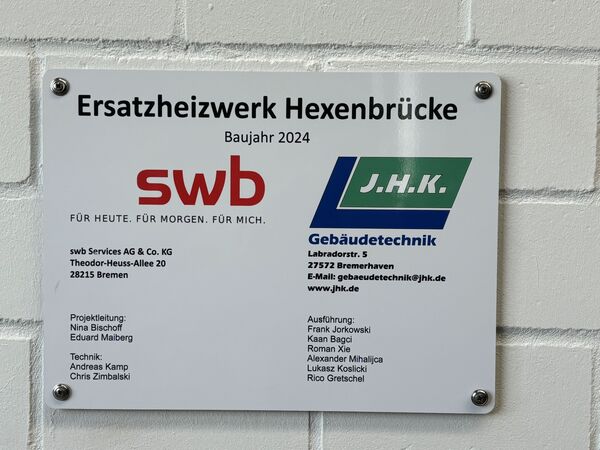 Ersatzheizwerk Hexenbrücke
Baujahr 2024
swb
FÜR HEUTE. FÜR MORGEN. FÜR MICH.
swb Services AG & Co. KG
Theodor-Heuss-Allee 20
28215 Bremen
J.H.K.
Gebäudetechnik
Labradorstr. 5
27572 Bremerhaven
E-Mail: gebaeudetechnik@jhk.de
www.jhk.de
Projektleitung:
Nina Bischoff
Eduard Maiberg
Technik:
Andreas Kamp
Chris Zimbalski
Ausführung:
Frank Jorkowski
Kaan Bagci
Roman Xie
Alexander Mihalijca
Lukasz Koslicki
Rico Gretschel